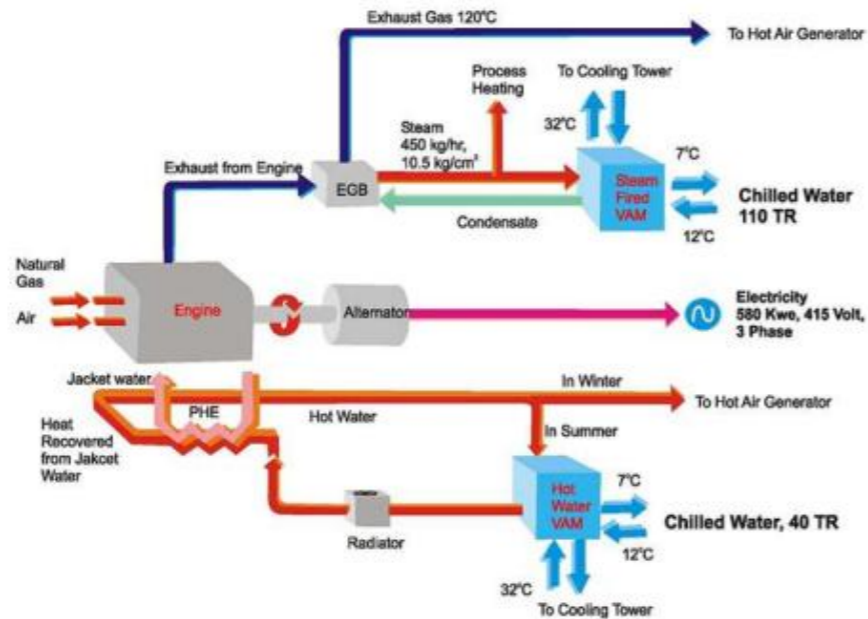 Exhaust Gas 120°C
To Hot Air Generator
Process
Heating
To Cooling Tower
32°C
Steam
450 kg/hr,
10.5 kg/cm²
7°C
Exhaust from Engine
EGB
Steam
Fired
VAM
Chilled Water
110 TR
Condensate
12°C
Natural
Gas
Air
Engine
Alternator
Electricity
580 Kwe, 415 Volt,
3 Phase
Jacket water
In Winter
PHE
Hot Water
To Hot Air Generator
Heat
Recovered
from Jakcet
Water
In Summer
Hot
Water
VAM
7°C
Chilled Water, 40 TR
12°C
Radiator
32°C
To Cooling Tower